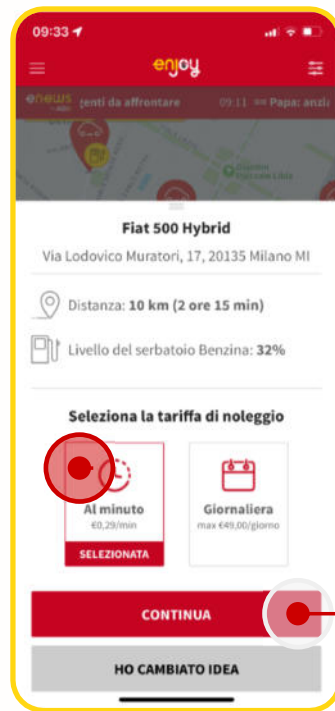 09:33
enjoy
enews
genti da affrontare 09:11 == Papa: anzi
Fiat 500 Hybrid
Via Lodovico Muratori, 17, 20135 Milano MI
Distanza: 10 km (2 ore 15 min)
Livello del serbatoio Benzina: 32%
Seleziona la tariffa di noleggio
Al minuto
€0,29/min
SELEZIONATA
Giornaliera
max €49,00/giorno
CONTINUA
HO CAMBIATO IDEA